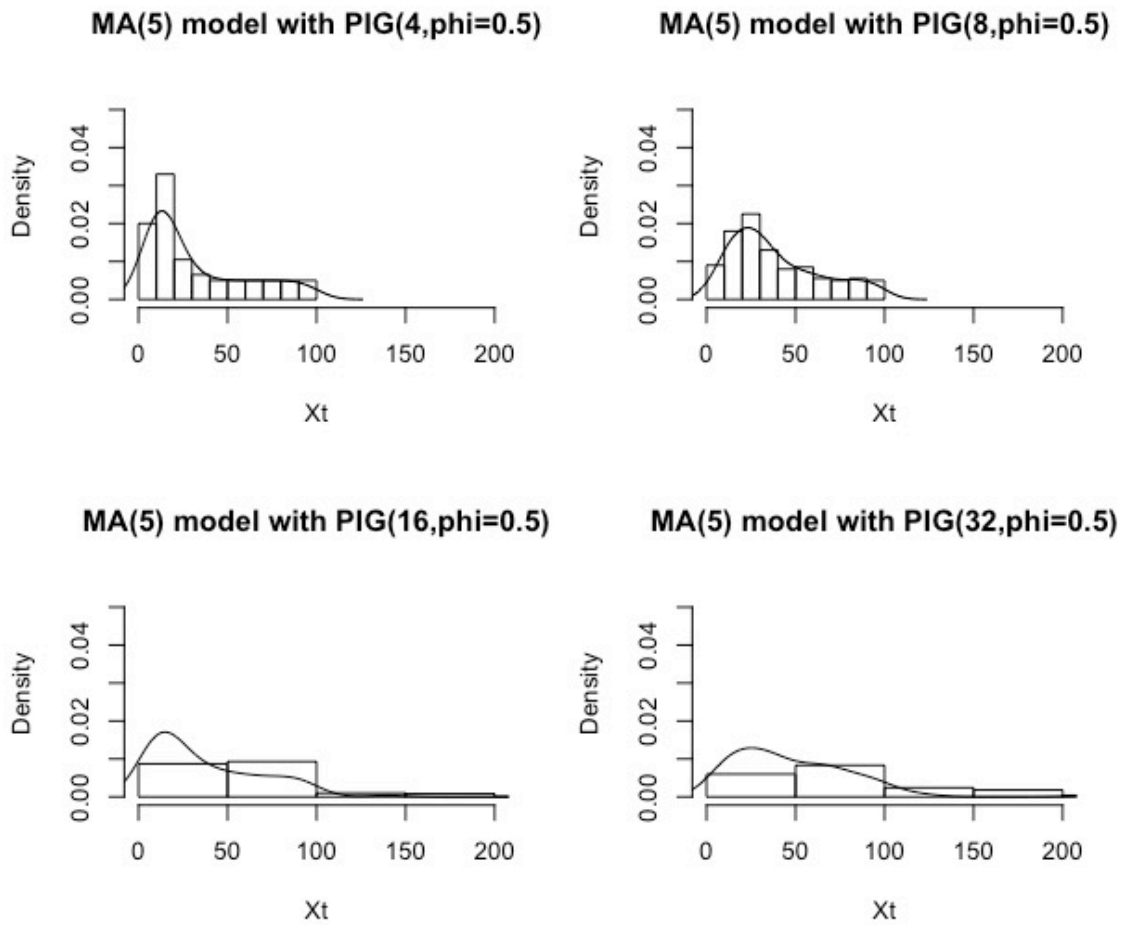 MA(5) model with PIG(4,phi=0.5)
Density
0.00 0.02 0.04
0 50 100 150 200
Xt
MA(5) model with PIG(8,phi=0.5)
Density
0.00 0.02 0.04
0 50 100 150 200
Xt
MA(5) model with PIG(16,phi=0.5)
Density
0.00 0.02 0.04
0 50 100 150 200
Xt
MA(5) model with PIG(32,phi=0.5)
Density
0.00 0.02 0.04
0 50 100 150 200
Xt